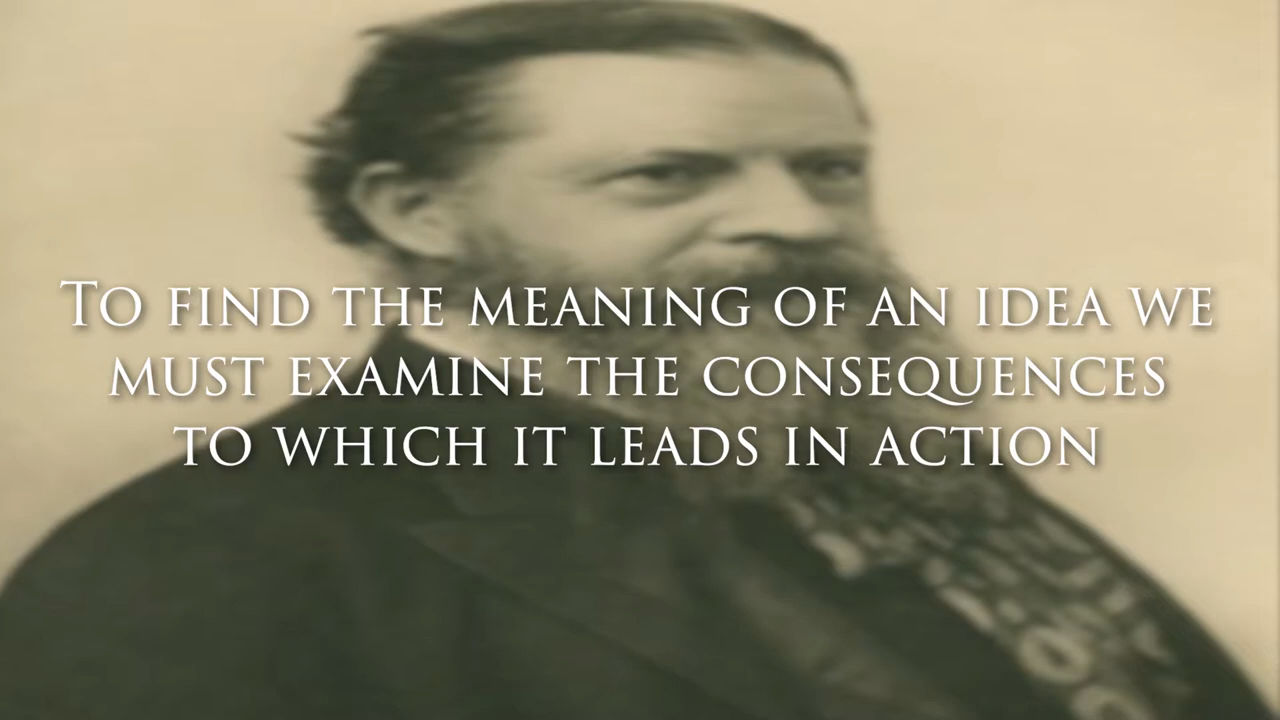 To find the meaning of an idea we
must examine the consequences
to which it leads in action